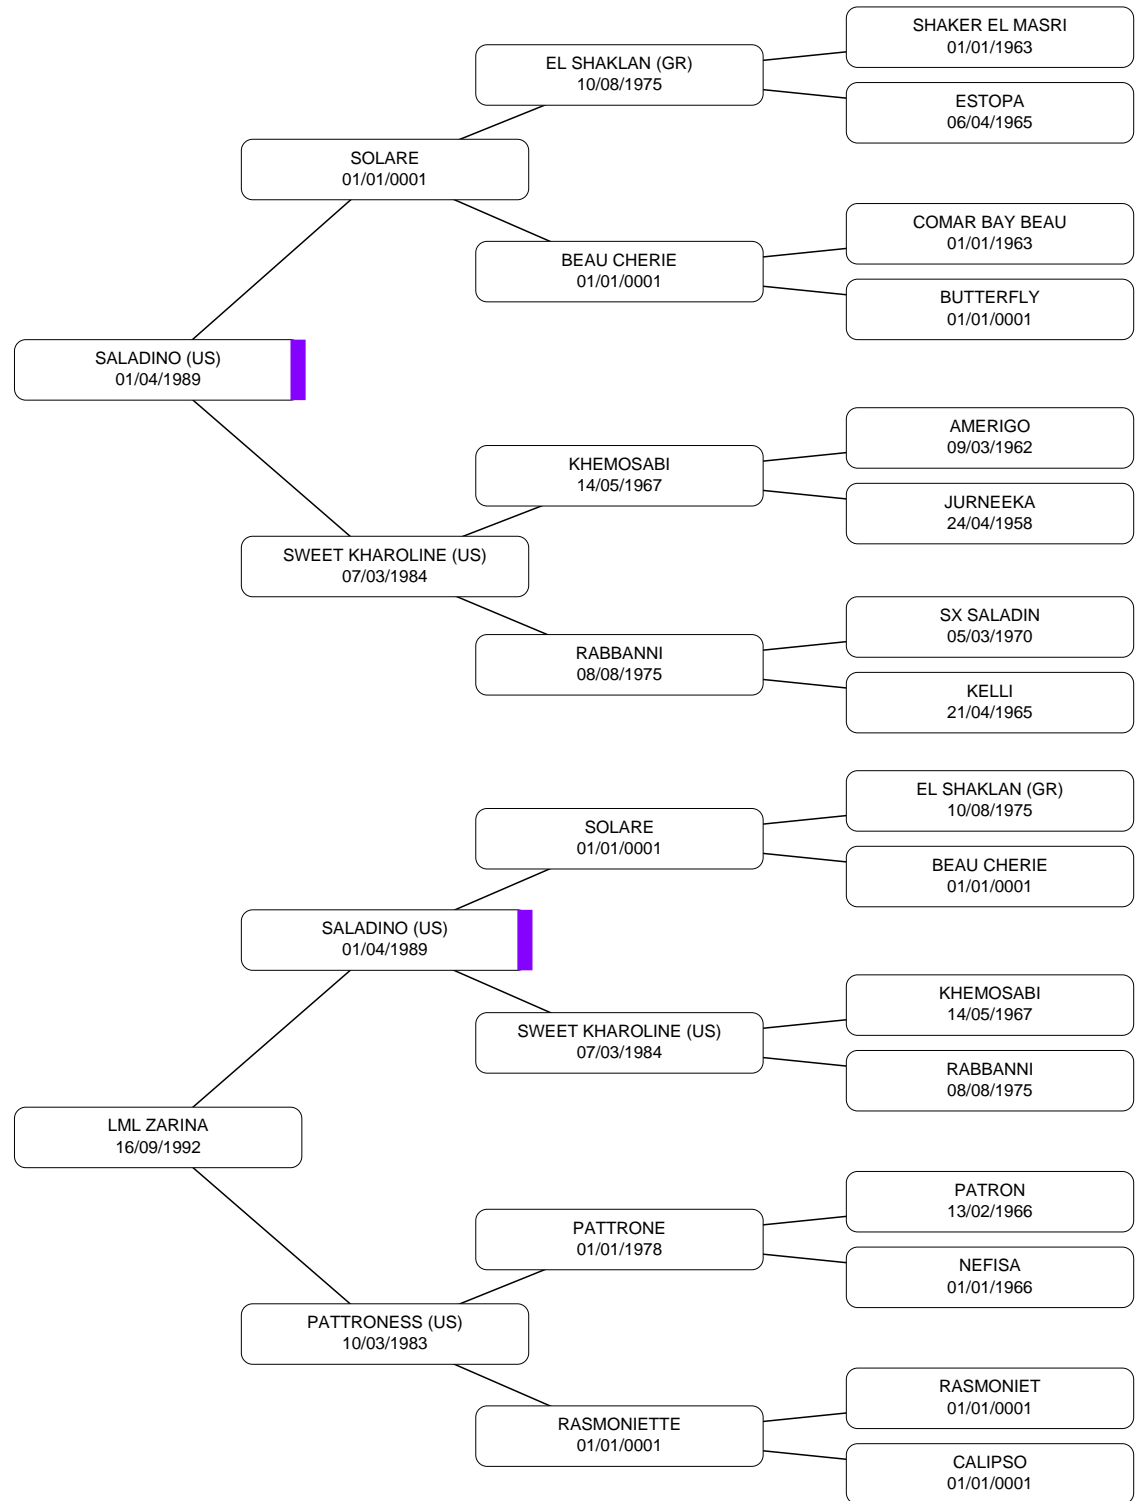 SHAKER EL MASRI
01/01/1963
EL SHAKLAN (GR)
10/08/1975
ESTOPA
06/04/1965
SOLARE
01/01/0001
COMAR BAY BEAU
01/01/1963
BEAU CHERIE
01/01/0001
BUTTERFLY
01/01/0001
SALADINO (US)
01/04/1989
AMERIGO
09/03/1962
KHEMOSABI
14/05/1967
JURNEEKA
24/04/1958
SWEET KHAROLINE (US)
07/03/1984
SX SALADIN
05/03/1970
RABBANNI
08/08/1975
KELLI
21/04/1965
EL SHAKLAN (GR)
10/08/1975
SOLARE
01/01/0001
BEAU CHERIE
01/01/0001
SALADINO (US)
01/04/1989
KHEMOSABI
14/05/1967
SWEET KHAROLINE (US)
07/03/1984
RABBANNI
08/08/1975
LML ZARINA
16/09/1992
PATRON
13/02/1966
PATTRONE
01/01/1978
NEFISA
01/01/1966
PATTRONESS (US)
10/03/1983
RASMONIET
01/01/0001
RASMONIETTE
01/01/0001
CALIPSO
01/01/0001